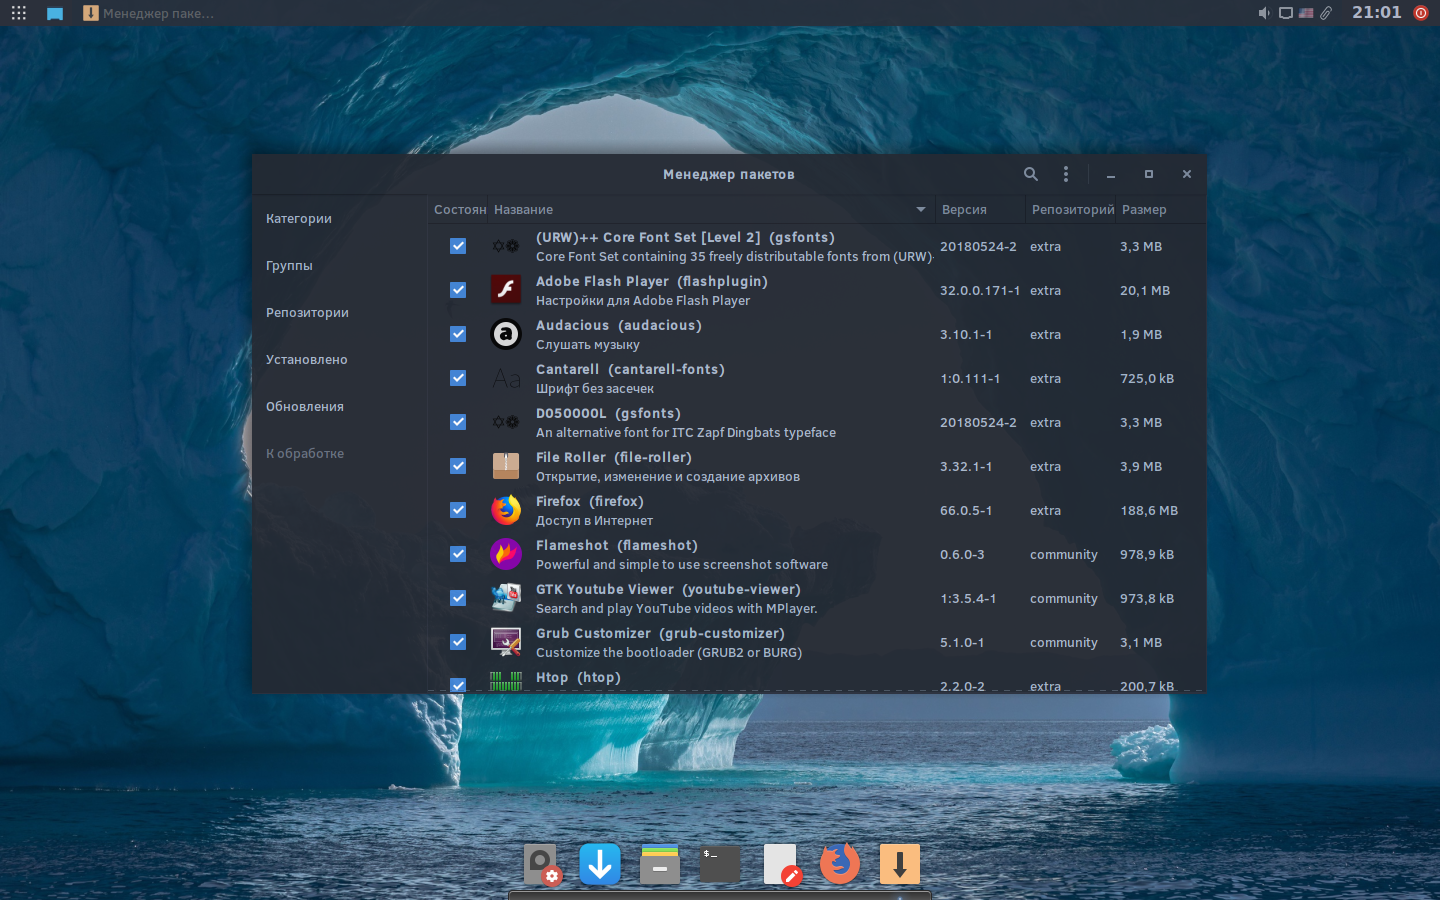 Менеджер паке...
21:01
Менеджер пакетов
Категории
Группы
Репозитории
Установлено
Обновления
К обработке
Состоян Название Версия Репозиторий Размер
(URW)++ Core Font Set [Level 2] (gsfonts)
Core Font Set containing 35 freely distributable fonts from (URW)-
20180524-2 extra 3,3 MB
Adobe Flash Player (flashplugin)
Настройки для Adobe Flash Player
32.0.0.171-1 extra 20,1 MB
Audacious (audacious)
Слушать музыку
3.10.1-1 extra 1,9 MB
Cantarell (cantarell-fonts)
Шрифт без засечек
1:0.111-1 extra 725,0 kB
D050000L (gsfonts)
An alternative font for ITC Zapf Dingbats typeface
20180524-2 extra 3,3 MB
File Roller (file-roller)
Открытие, изменение и создание архивов
3.32.1-1 extra 3,9 MB
Firefox (firefox)
Доступ в Интернет
66.0.5-1 extra 188,6 MB
Flameshot (flameshot)
Powerful and simple to use screenshot software
0.6.0-3 community 978,9 kB
GTK Youtube Viewer (youtube-viewer)
Search and play YouTube videos with MPlayer.
1:3.5.4-1 community 973,8 kB
Grub Customizer (grub-customizer)
Customize the bootloader (GRUB2 or BURG)
5.1.0-1 community 3,1 MB
Htop (htop)
2.2.0-2 extra 200,7 kB